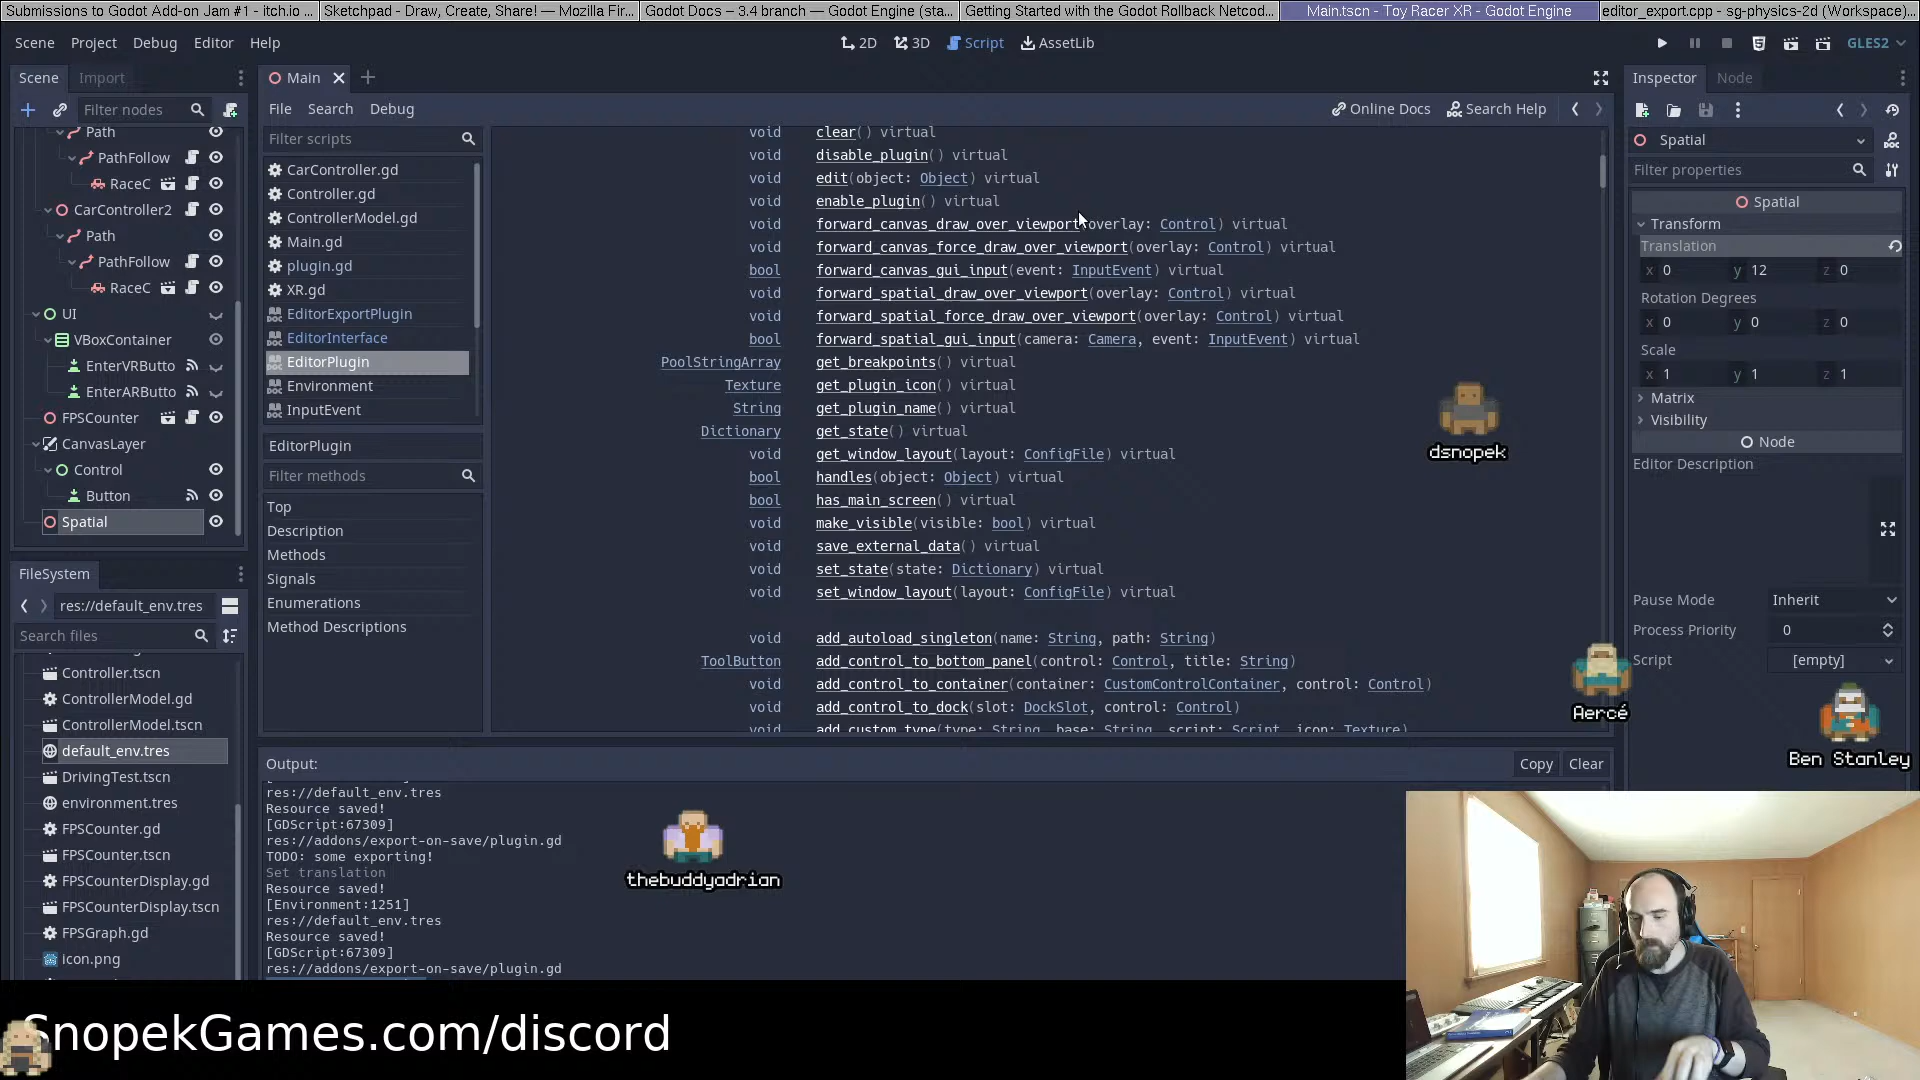 Submissions to Godot Add-on Jam #1 - itch.io ...
Sketchpad - Draw, Create, Share! — Mozilla Fir...
Godot Docs – 3.4 branch — Godot Engine (sta...
Getting Started with the Godot Rollback Netcod...
Main.tscn - Toy Racer XR - Godot Engine
editor_export.cpp - sg-physics-2d (Workspace)...
Scene Project Debug Editor Help
2D 3D Script AssetLib
GLES2
Scene Import
Filter nodes
Path
PathFollow
RaceC
CarController2
Path
PathFollow
RaceC
UI
VBoxContainer
EnterVRButto
EnterARButto
FPSCounter
CanvasLayer
Control
Button
Spatial
FileSystem
res://default_env.tres
Search files
Controller.tscn
ControllerModel.gd
ControllerModel.tscn
default_env.tres
DrivingTest.tscn
environment.tres
FPSCounter.gd
FPSCounter.tscn
FPSCounterDisplay.gd
FPSCounterDisplay.tscn
FPSGraph.gd
icon.png
Main
File Search Debug
Online Docs Search Help
Filter scripts
CarController.gd
Controller.gd
ControllerModel.gd
Main.gd
plugin.gd
XR.gd
EditorExportPlugin
EditorInterface
EditorPlugin
Environment
InputEvent
EditorPlugin
Filter methods
Top
Description
Methods
Signals
Enumerations
Method Descriptions
void clear() virtual
void disable_plugin() virtual
void edit(object: Object) virtual
void enable_plugin() virtual
void forward_canvas_draw_over_viewport(overlay: Control) virtual
void forward_canvas_force_draw_over_viewport(overlay: Control) virtual
bool forward_canvas_gui_input(event: InputEvent) virtual
void forward_spatial_draw_over_viewport(overlay: Control) virtual
void forward_spatial_force_draw_over_viewport(overlay: Control) virtual
bool forward_spatial_gui_input(camera: Camera, event: InputEvent) virtual
PoolStringArray get_breakpoints() virtual
Texture get_plugin_icon() virtual
String get_plugin_name() virtual
Dictionary get_state() virtual
void get_window_layout(layout: ConfigFile) virtual
bool handles(object: Object) virtual
bool has_main_screen() virtual
void make_visible(visible: bool) virtual
void save_external_data() virtual
void set_state(state: Dictionary) virtual
void set_window_layout(layout: ConfigFile) virtual
void add_autoload_singleton(name: String, path: String)
ToolButton add_control_to_bottom_panel(control: Control, title: String)
void add_control_to_container(container: CustomControlContainer, control: Control)
void add_control_to_dock(slot: DockSlot, control: Control)
void add_custom_type(type: String, base: String, script: Script, icon: Texture)
Output:
Copy Clear
res://default_env.tres
Resource saved!
[GDScript:67309]
res://addons/export-on-save/plugin.gd
TODO: some exporting!
Set translation
Resource saved!
[Environment:1251]
res://default_env.tres
Resource saved!
[GDScript:67309]
res://addons/export-on-save/plugin.gd
Inspector Node
Spatial
Filter properties
Spatial
Transform
Translation
x 0 y 12 z 0
Rotation Degrees
x 0 y 0 z 0
Scale
x 1 y 1 z 1
Matrix
Visibility
Node
Editor Description
Pause Mode Inherit
Process Priority 0
Script [empty]
dsnopek
Aercé
Ben Stanley
thebuddyadrian
SnopekGames.com/discord